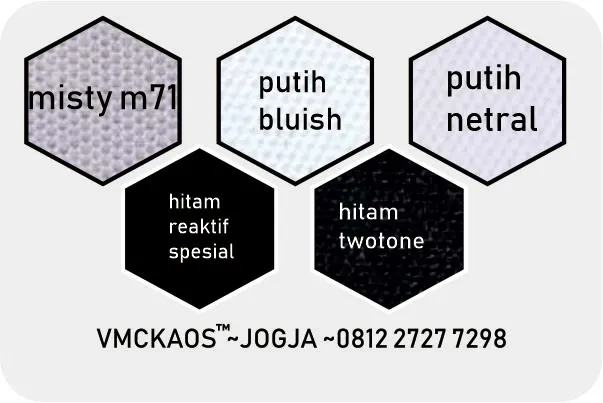 misty m71
putih
bluish
putih
netral
hitam
reaktif
spesial
hitam
twotone
VMCKAOS™~JOGJA ~0812 2727 7298